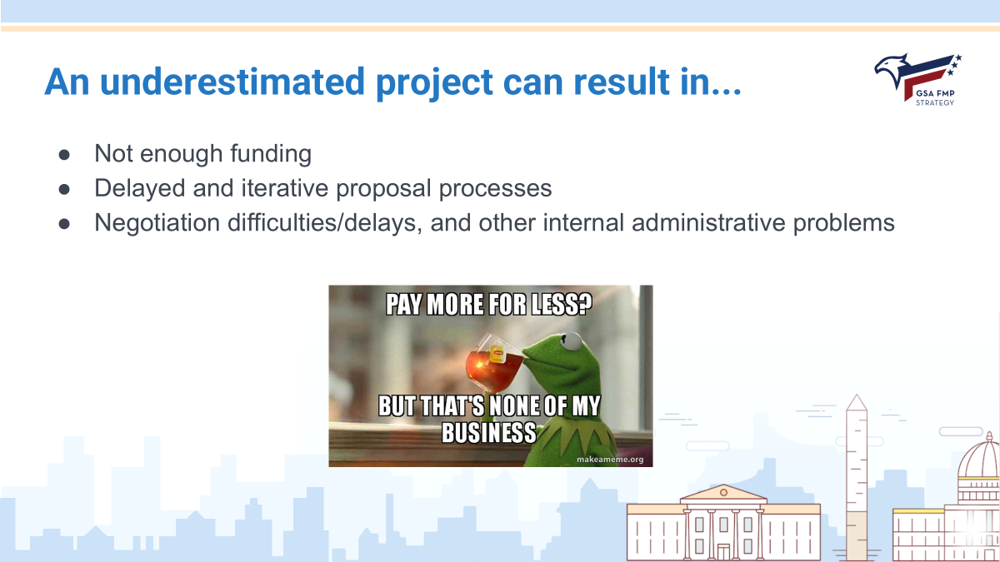 An underestimated project can result in...
GSA FMP
STRATEGY
● Not enough funding
● Delayed and iterative proposal processes
● Negotiation difficulties/delays, and other internal administrative problems
PAY MORE FOR LESS?
BUT THAT'S NONE OF MY
BUSINESS
makeameme.org